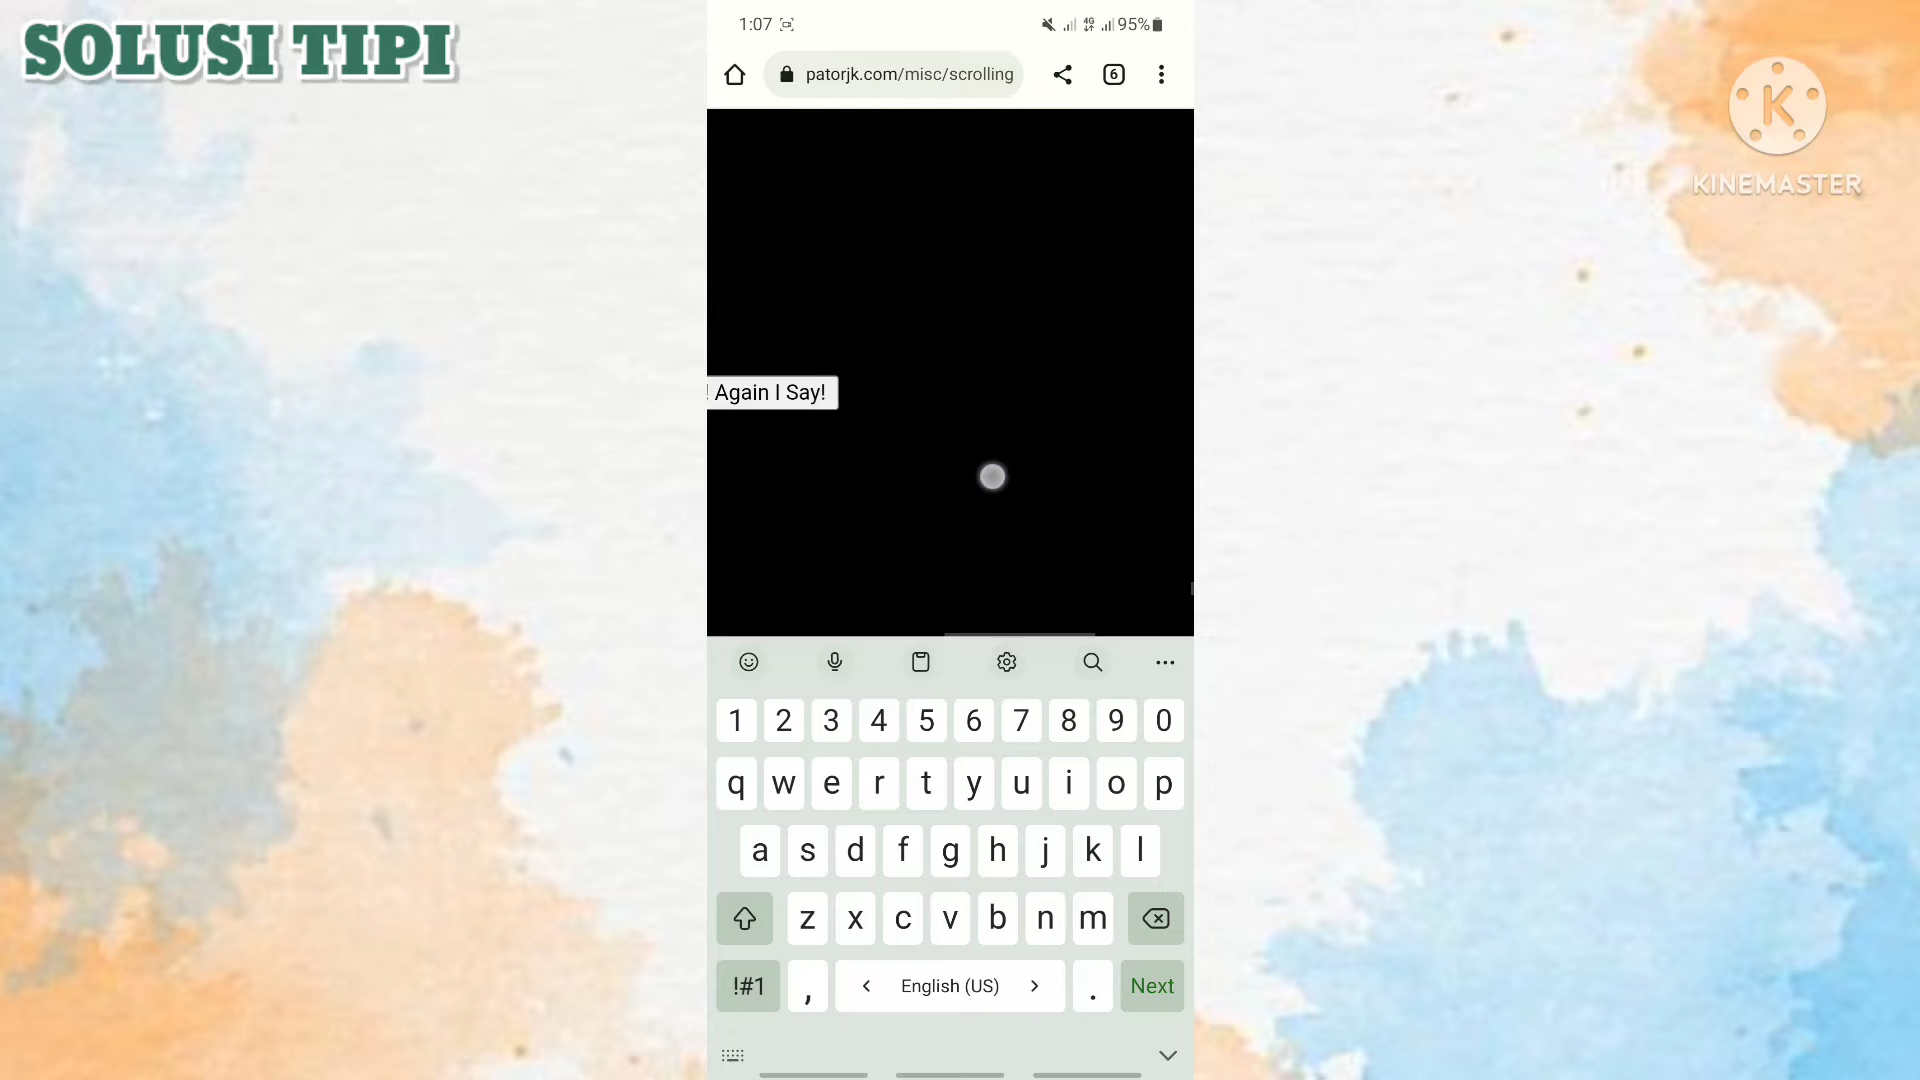 SOLUSI TIPI
1:07
4G
95%
patorjk.com/misc/scrolling
6
K
KINEMASTER
! Again I Say!
1 2 3 4 5 6 7 8 9 0
q w e r t y u i o p
a s d f g h j k l
z x c v b n m
!#1 , < English (US) > . Next